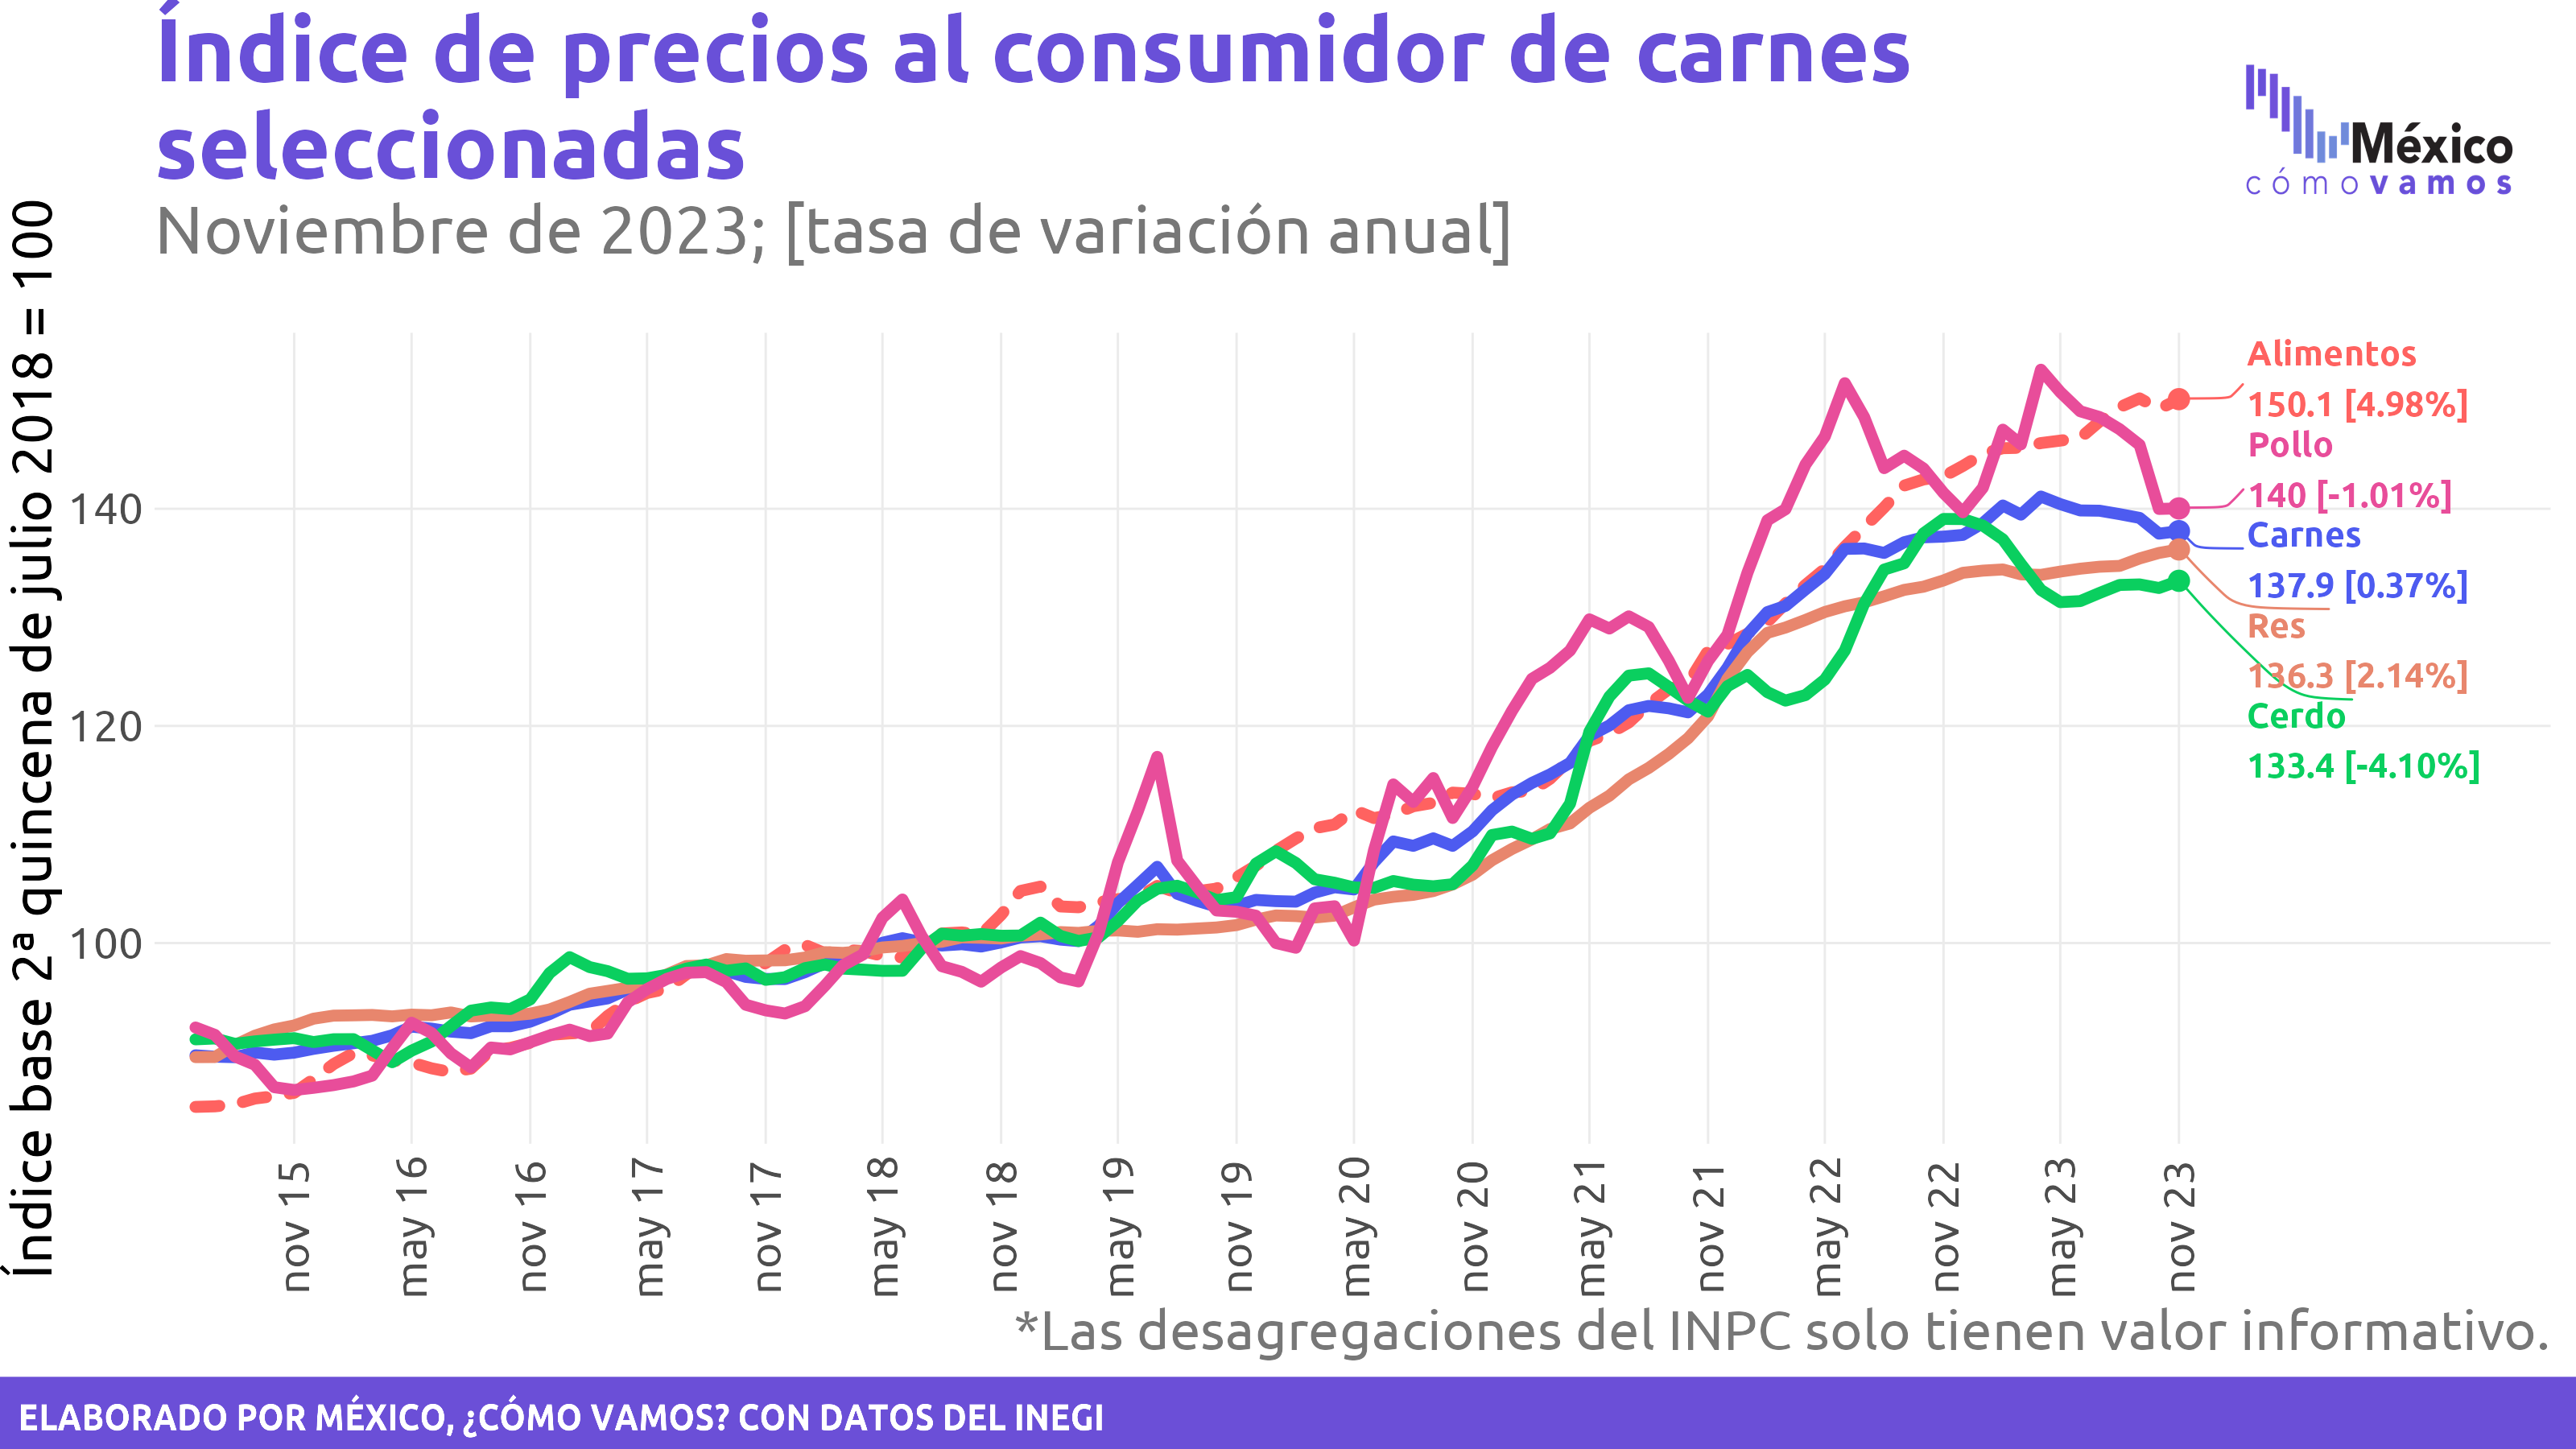 Índice de precios al consumidor de carnes
seleccionadas
Noviembre de 2023; [tasa de variación anual]
México
cómo vamos
Índice base 2ª quincena de julio 2018 = 100
140
120
100
Alimentos
150.1 [4.98%]
Pollo
140 [-1.01%]
Carnes
137.9 [0.37%]
Res
136.3 [2.14%]
Cerdo
133.4 [-4.10%]
nov 15
may 16
nov 16
may 17
nov 17
may 18
nov 18
may 19
nov 19
may 20
nov 20
may 21
nov 21
may 22
nov 22
may 23
nov 23
*Las desagregaciones del INPC solo tienen valor informativo.
ELABORADO POR MÉXICO, ¿CÓMO VAMOS? CON DATOS DEL INEGI